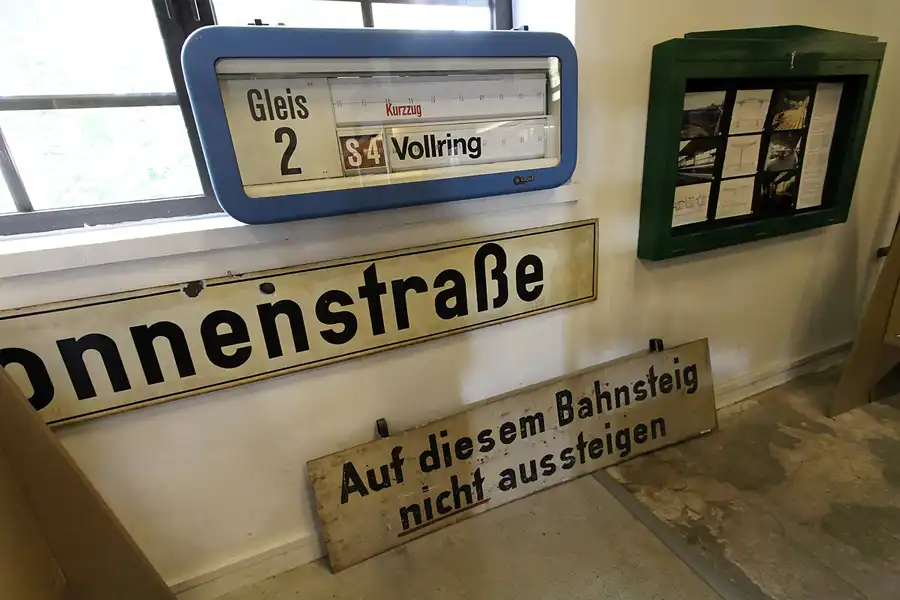 Gleis
2
Kurzzug
S4 Vollring
onnenstraße
Auf diesem Bahnsteig
nicht aussteigen